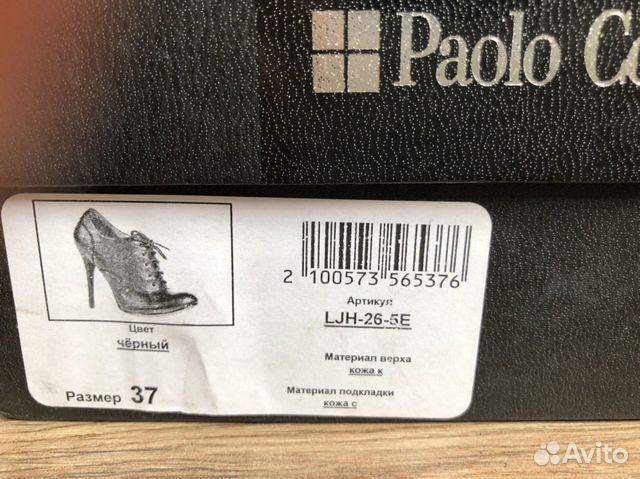 Paolo
2 100573 565376
Артикул
LJH-26-5E
Цвет
чёрный
Материал верха
кожа к
Размер 37
Материал подкладки
кожа с
Avito